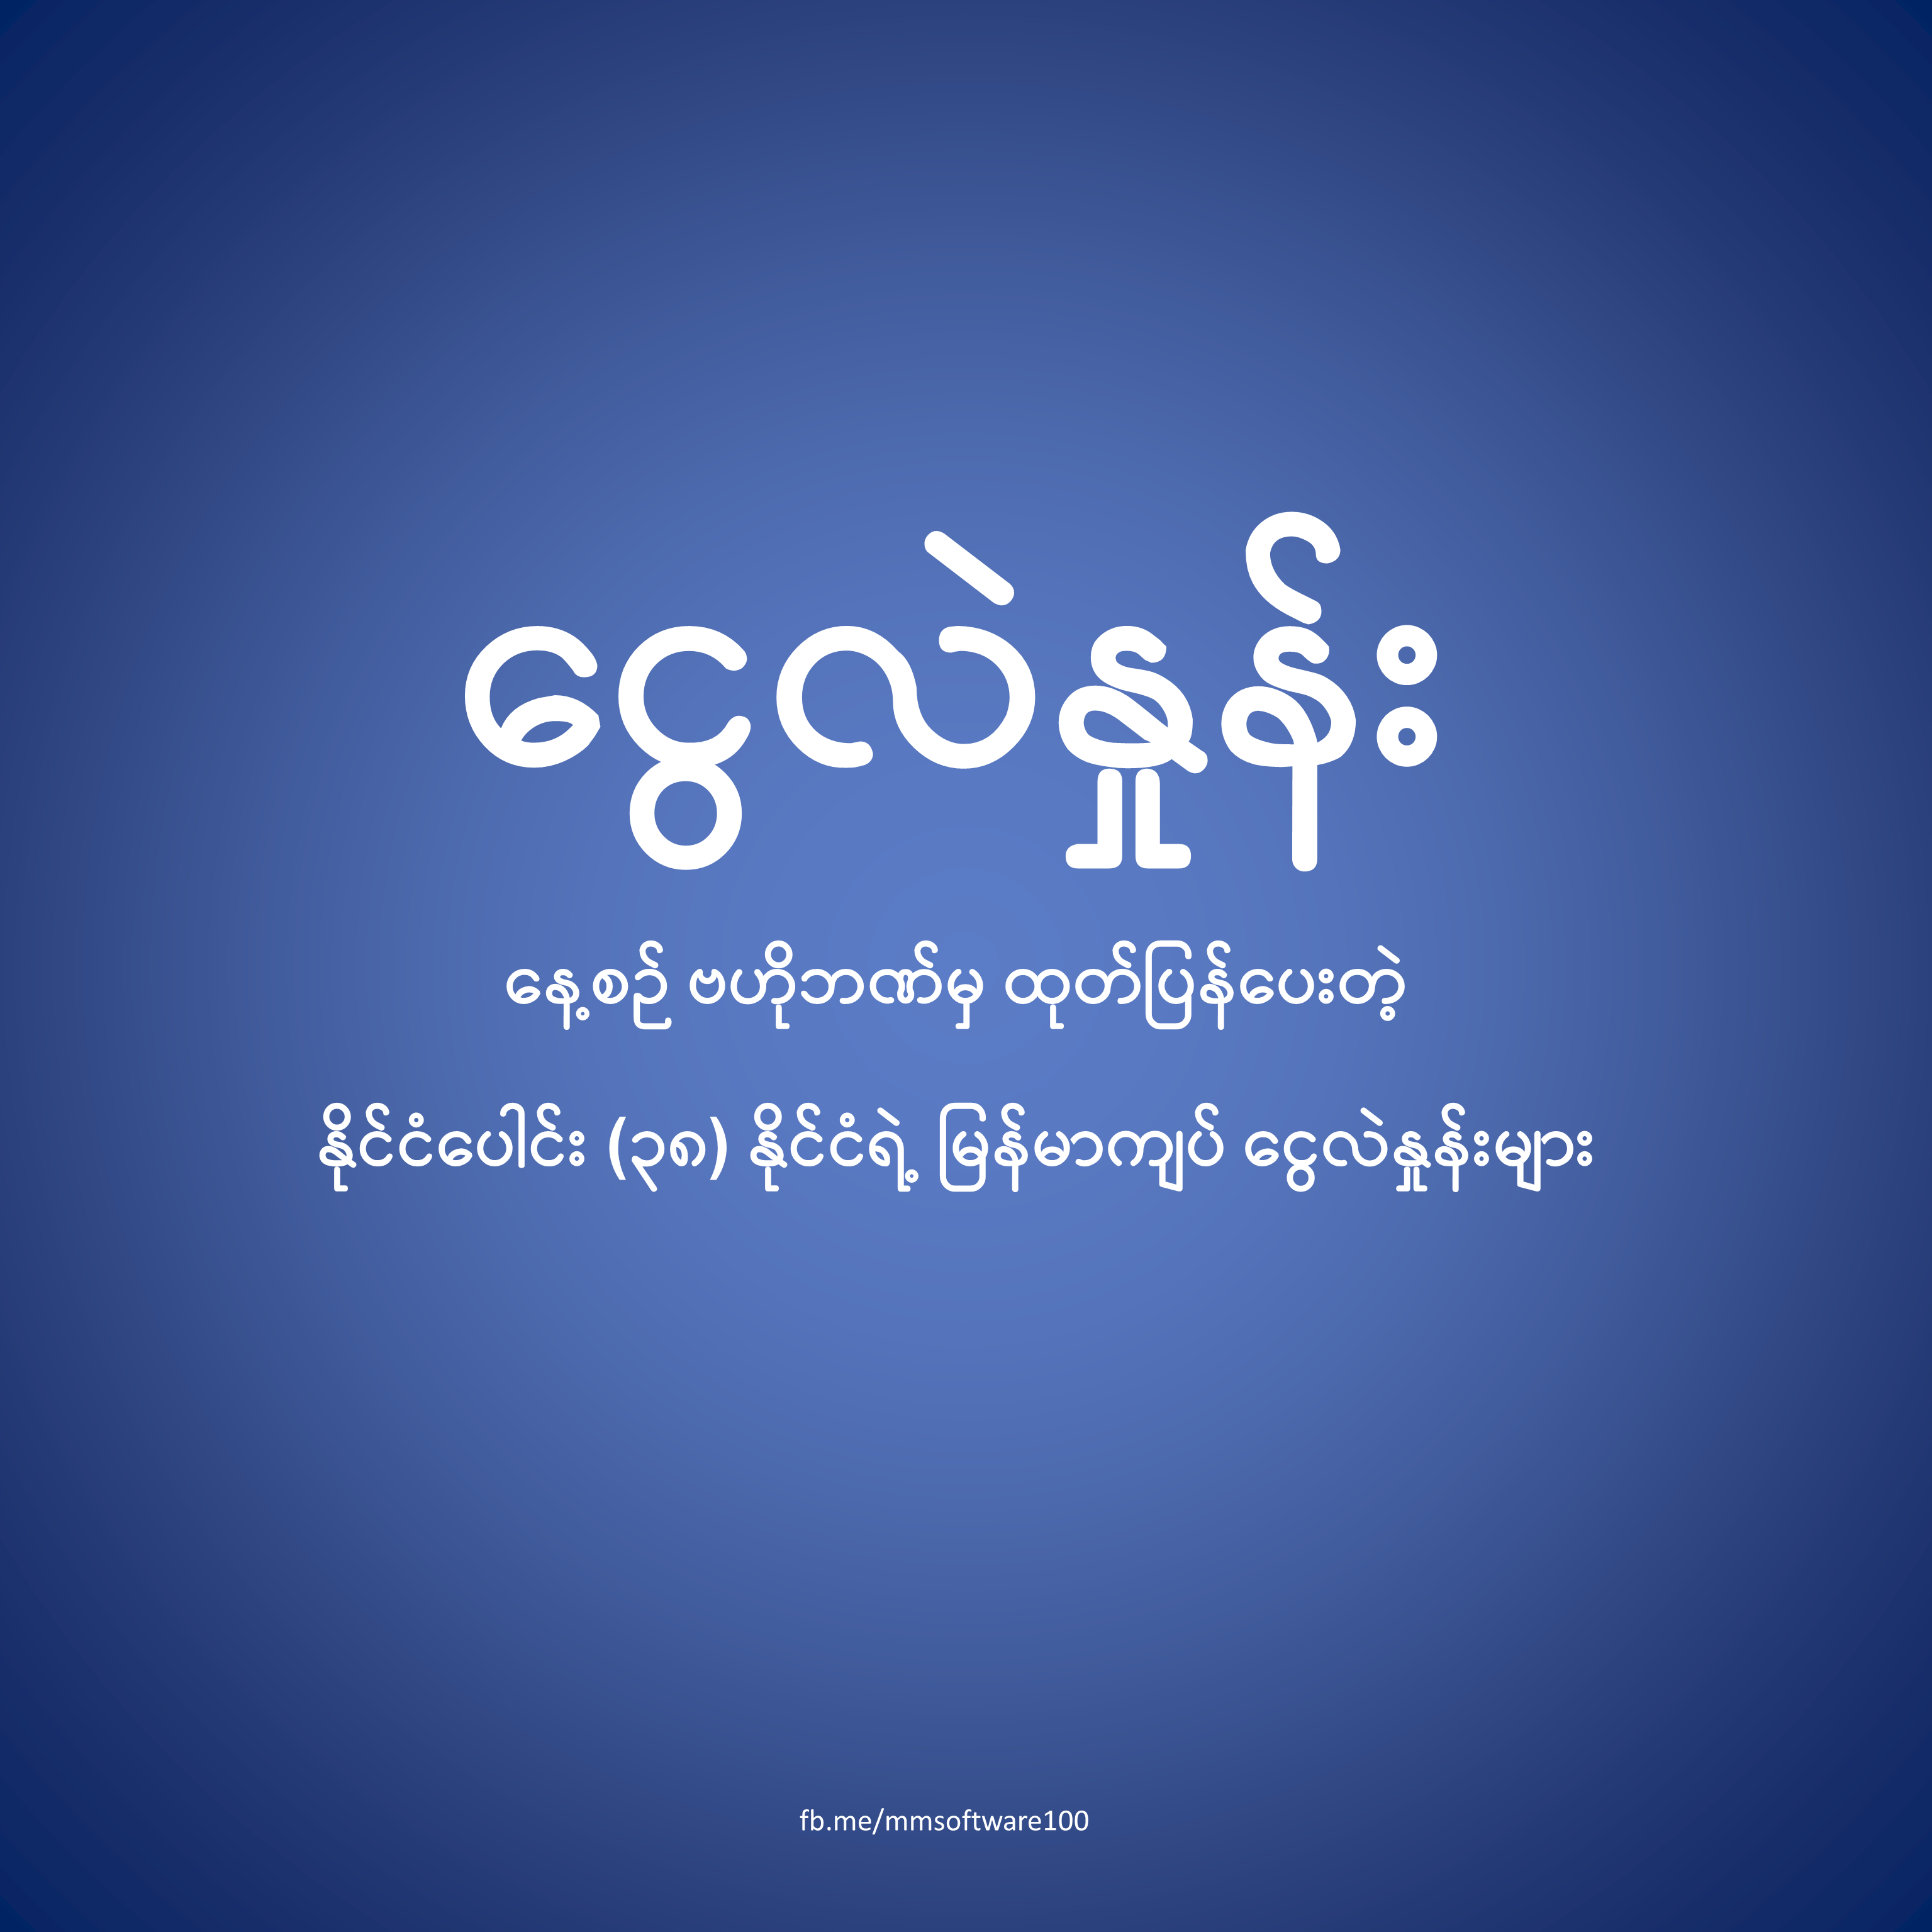 ငွေလဲနှုန်း
နေ့စဉ် ဗဟိုဘဏ်မှ ထုတ်ပြန်ပေးတဲ့
နိုင်ငံပေါင်း (၃၈) နိုင်ငံရဲ့ မြန်မာကျပ် ငွေလဲနှုန်းများ
fb.me/mmsoftware100